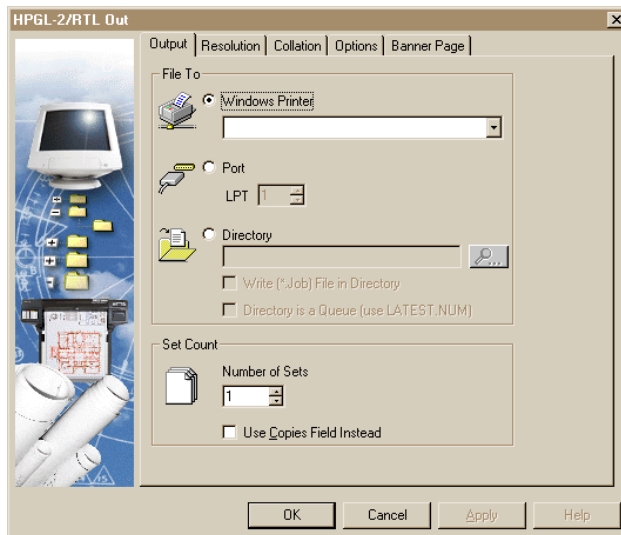 HPGL-2/RTL Out
Output Resolution Collation Options Banner Page
File To
Windows Printer
Port
LPT 1
Directory
Write (*.Job) File in Directory
Directory is a Queue (use LATEST.NUM)
Set Count
Number of Sets
1
Use Copies Field Instead
OK Cancel Apply Help